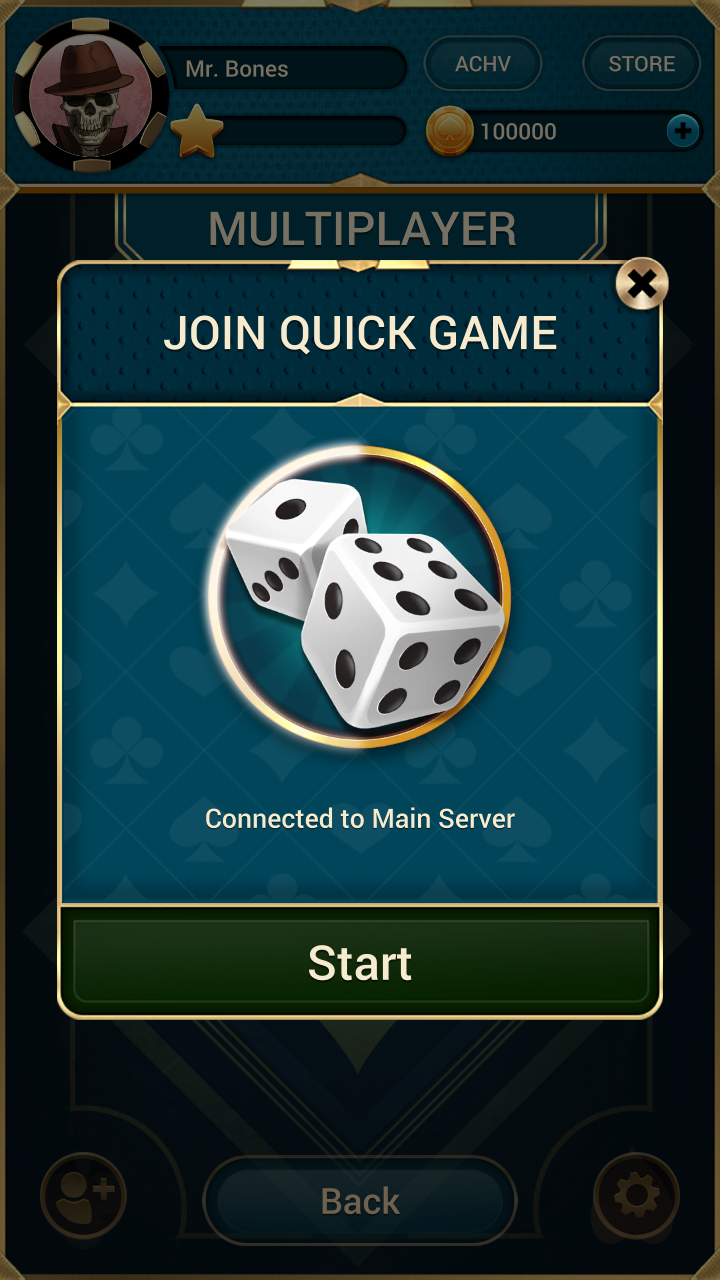 Mr. Bones
ACHV
STORE
100000
MULTIPLAYER
JOIN QUICK GAME
Connected to Main Server
Start
Back